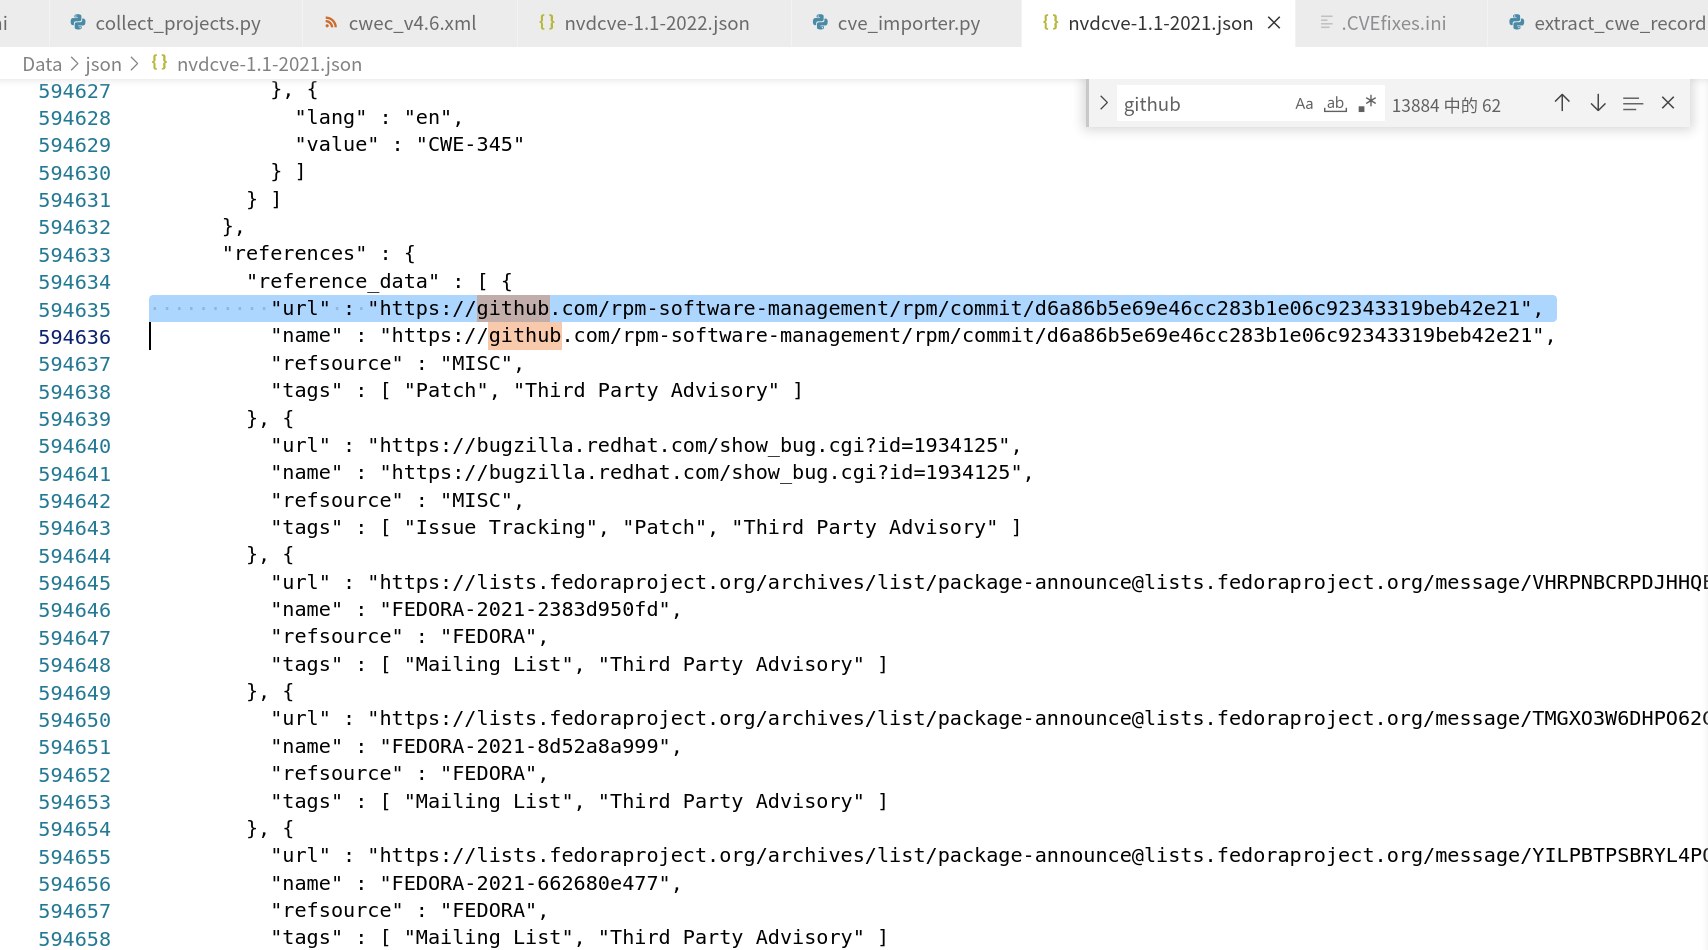 ni collect_projects.py cwec_v4.6.xml nvdcve-1.1-2022.json cve_importer.py nvdcve-1.1-2021.json .CVEfixes.ini extract_cwe_record
Data > json > {} nvdcve-1.1-2021.json
github Aa ab .* 13884 中的 62
594627 }, {
594628 "lang" : "en",
594629 "value" : "CWE-345"
594630 } ]
594631 } ]
594632 },
594633 "references" : {
594634 "reference_data" : [ {
594635 "url" : "https://github.com/rpm-software-management/rpm/commit/d6a86b5e69e46cc283b1e06c92343319beb42e21",
594636 "name" : "https://github.com/rpm-software-management/rpm/commit/d6a86b5e69e46cc283b1e06c92343319beb42e21",
594637 "refsource" : "MISC",
594638 "tags" : [ "Patch", "Third Party Advisory" ]
594639 }, {
594640 "url" : "https://bugzilla.redhat.com/show_bug.cgi?id=1934125",
594641 "name" : "https://bugzilla.redhat.com/show_bug.cgi?id=1934125",
594642 "refsource" : "MISC",
594643 "tags" : [ "Issue Tracking", "Patch", "Third Party Advisory" ]
594644 }, {
594645 "url" : "https://lists.fedoraproject.org/archives/list/package-announce@lists.fedoraproject.org/message/VHRPNBCRPDJHHQE
594646 "name" : "FEDORA-2021-2383d950fd",
594647 "refsource" : "FEDORA",
594648 "tags" : [ "Mailing List", "Third Party Advisory" ]
594649 }, {
594650 "url" : "https://lists.fedoraproject.org/archives/list/package-announce@lists.fedoraproject.org/message/TMGXO3W6DHPO62
594651 "name" : "FEDORA-2021-8d52a8a999",
594652 "refsource" : "FEDORA",
594653 "tags" : [ "Mailing List", "Third Party Advisory" ]
594654 }, {
594655 "url" : "https://lists.fedoraproject.org/archives/list/package-announce@lists.fedoraproject.org/message/YILPBTPSBRYL4P
594656 "name" : "FEDORA-2021-662680e477",
594657 "refsource" : "FEDORA",
594658 "tags" : [ "Mailing List", "Third Party Advisory" ]